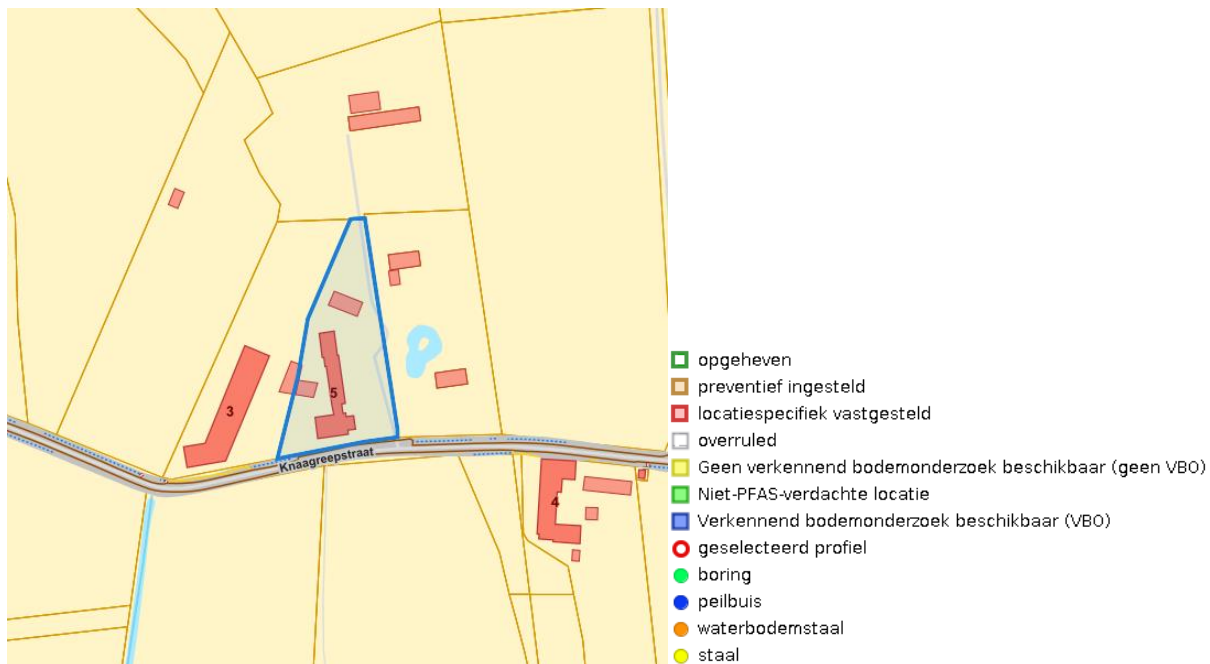 3
5
Knaagreepstraat
4
opgeheven
preventief ingesteld
locatiespecifiek vastgesteld
overruled
Geen verkennend bodemonderzoek beschikbaar (geen VBO)
Niet-PFAS-verdachte locatie
Verkennend bodemonderzoek beschikbaar (VBO)
geselecteerd profiel
boring
peilbuis
waterbodemstaal
staal